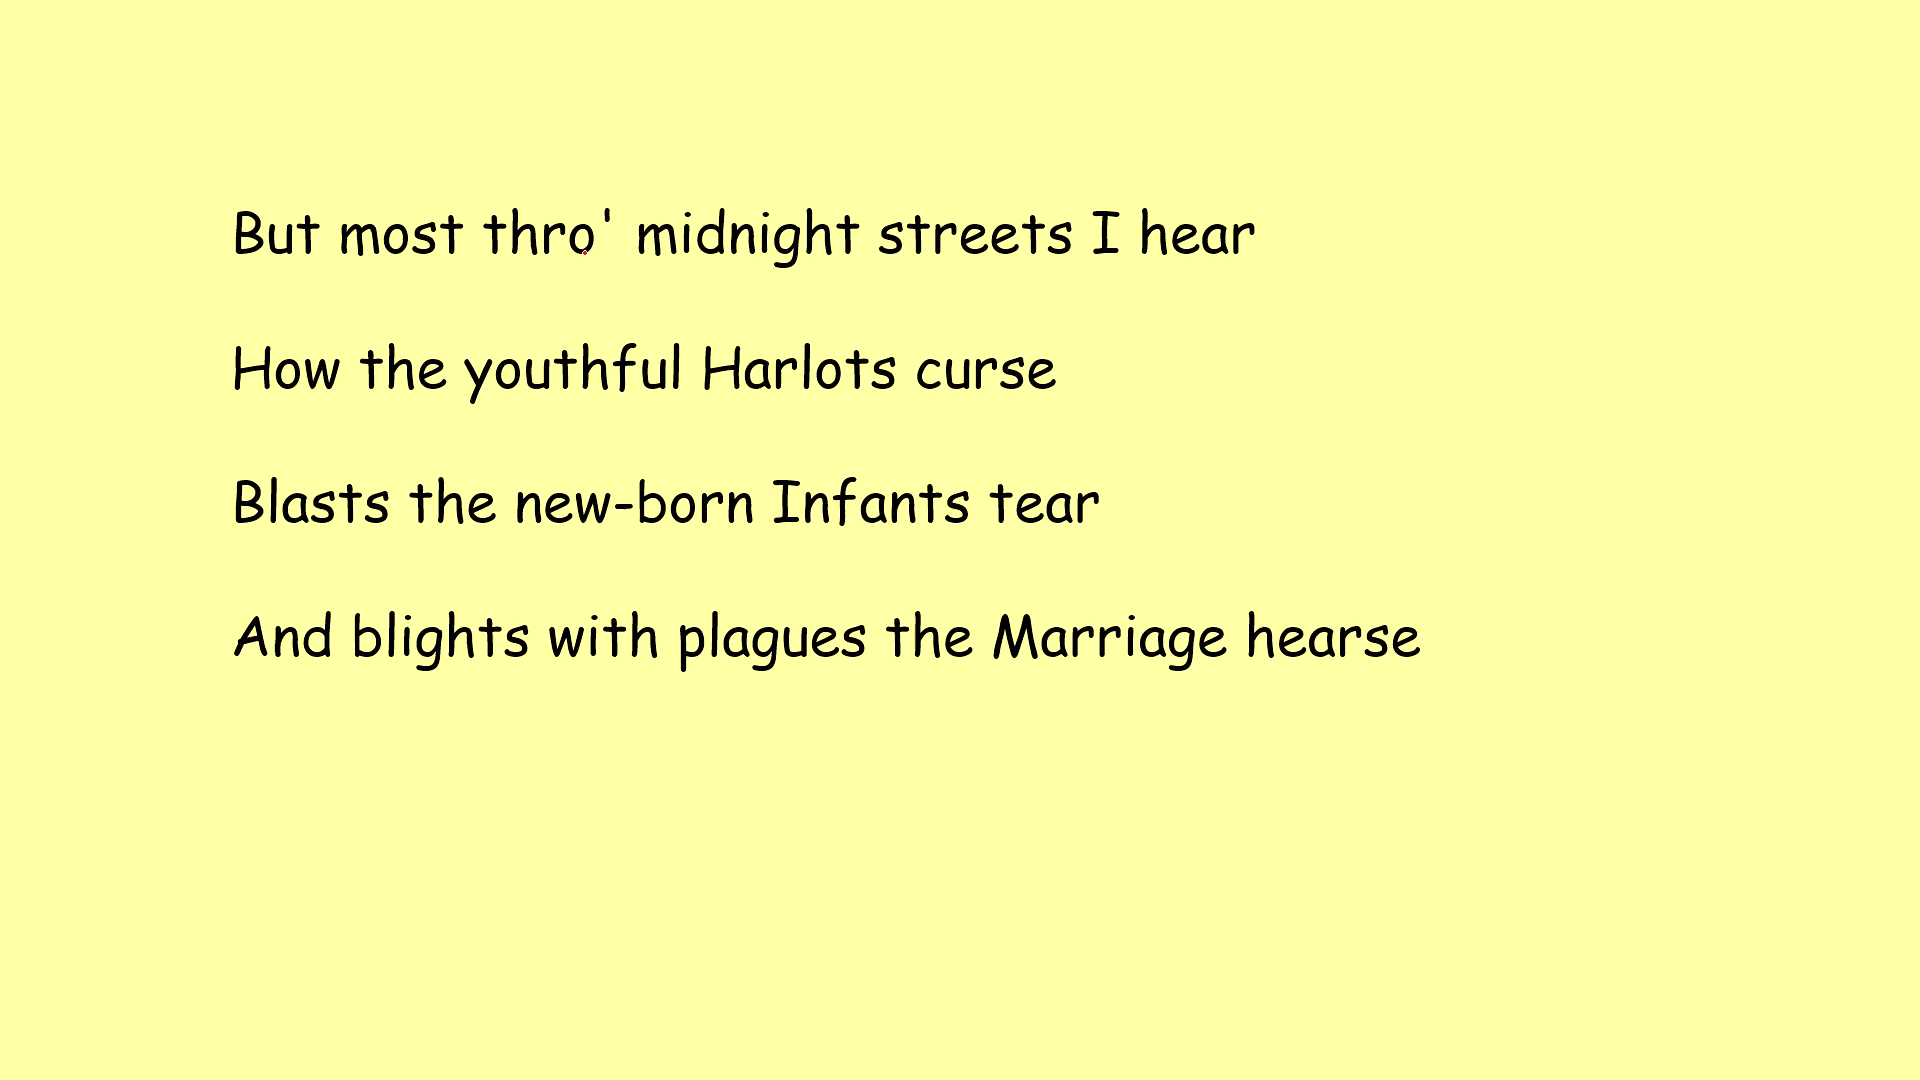 But most thro' midnight streets I hear
How the youthful Harlots curse
Blasts the new-born Infants tear
And blights with plagues the Marriage hearse